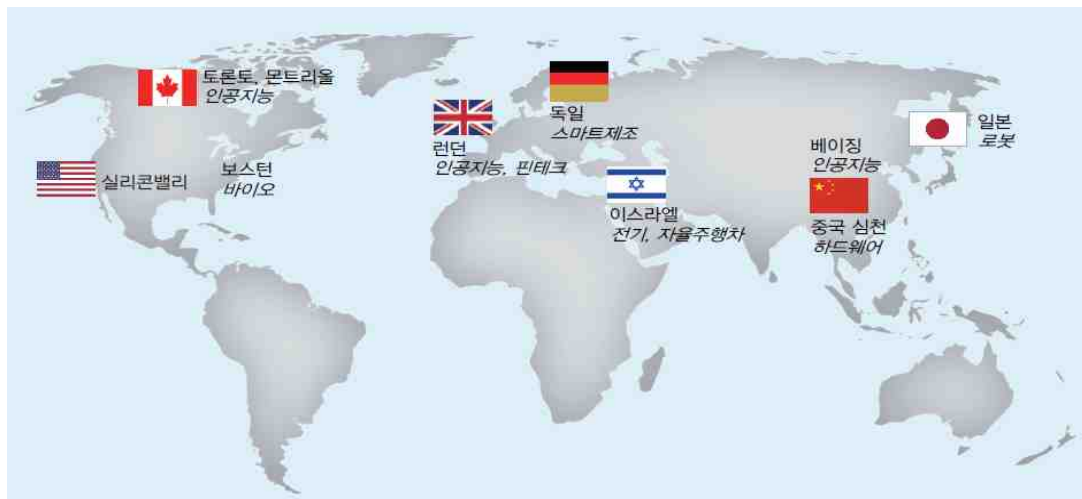 토론토, 몬트리올
인공지능
실리콘밸리
보스턴
바이오
런던
인공지능, 핀테크
독일
스마트제조
이스라엘
전기, 자율주행차
베이징
인공지능
중국 심천
하드웨어
일본
로봇